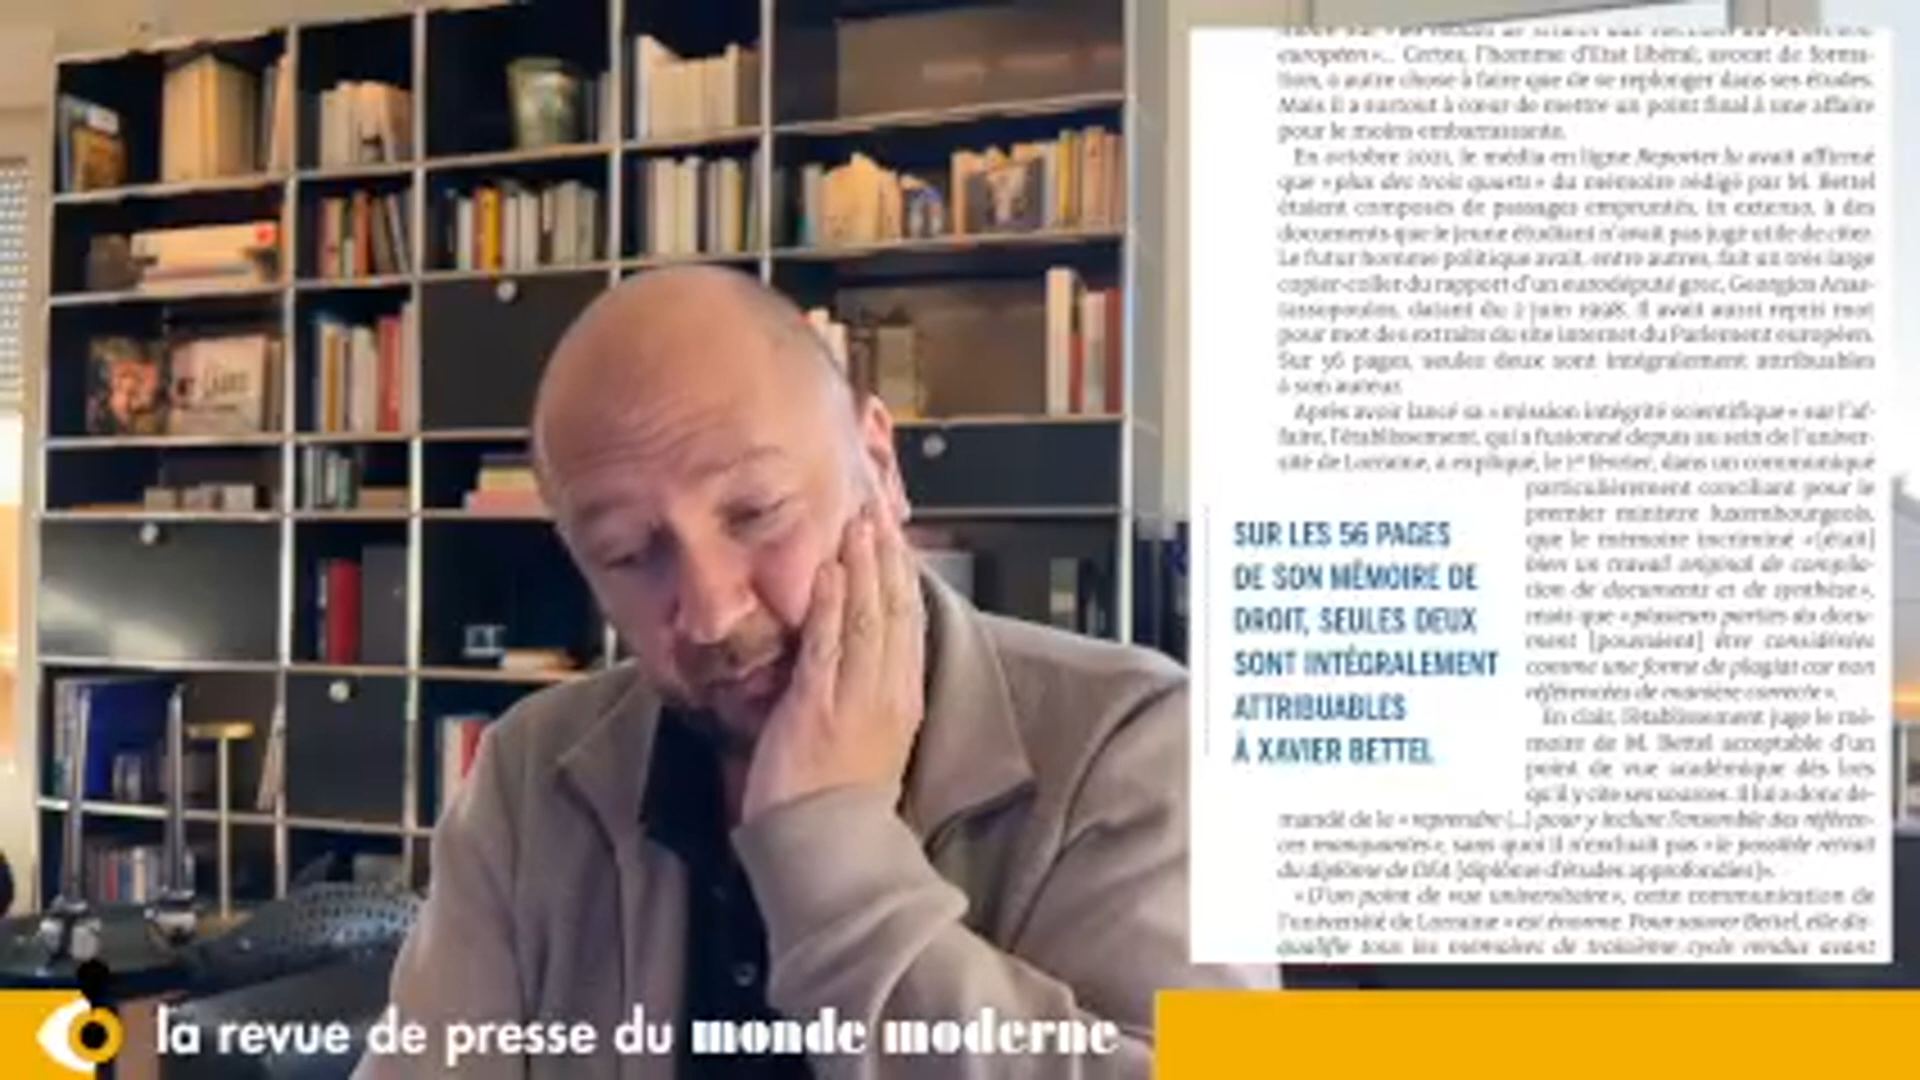 européen »... Certes, l'homme d'Etat libéral, avocat de forma-
tion, a autre chose à faire que de se replonger dans ses études.
Mais il a surtout à cœur de mettre un point final à une affaire
pour le moins embarrassante.
En octobre 2021, le média en ligne Reporter.lu avait affirmé
que « plus des trois quarts » du mémoire rédigé par M. Bettel
étaient composés de passages empruntés, in extenso, à des
documents que le jeune étudiant n'avait pas jugé utile de citer.
Le futur homme politique avait, entre autres, fait un très large
copier-coller du rapport d'un eurodéputé grec, Georgios Anas-
tassopoulos, datant du 2 juin 1998. Il avait aussi repris mot
pour mot des extraits du site Internet du Parlement européen.
Sur 56 pages, seules deux sont intégralement attribuables
à son auteur.
Après avoir lancé sa « mission intégrité scientifique » sur l'af-
faire, l'établissement, qui a fusionné depuis au sein de l'univer-
sité de Lorraine, a expliqué, le 1er février, dans un communiqué
particulièrement conciliant pour le
premier ministre luxembourgeois,
que le mémoire incriminé « [était]
bien un travail original de compila-
tion de documents et de synthèse »,
mais que « plusieurs parties du docu-
ment [pouvaient] être considérées
comme une forme de plagiat car non
référencées de manière correcte ».
En clair, l'établissement juge le mé-
moire de M. Bettel acceptable d'un
point de vue académique dès lors
qu'il y cite ses sources. Il lui a donc de-
mandé de le « reprendre [...] pour y inclure l'ensemble des référen-
ces manquantes », sans quoi il n'excluait pas « le possible retrait
du diplôme de DEA [diplôme d'études approfondies] ».
« D'un point de vue universitaire », cette communication de
l'université de Lorraine « est énorme. Pour sauver Bettel, elle dis-
qualifie tous les mémoires de troisième cycle rendus avant
SUR LES 56 PAGES
DE SON MÉMOIRE DE
DROIT, SEULES DEUX
SONT INTÉGRALEMENT
ATTRIBUABLES
À XAVIER BETTEL
la revue de presse du monde moderne